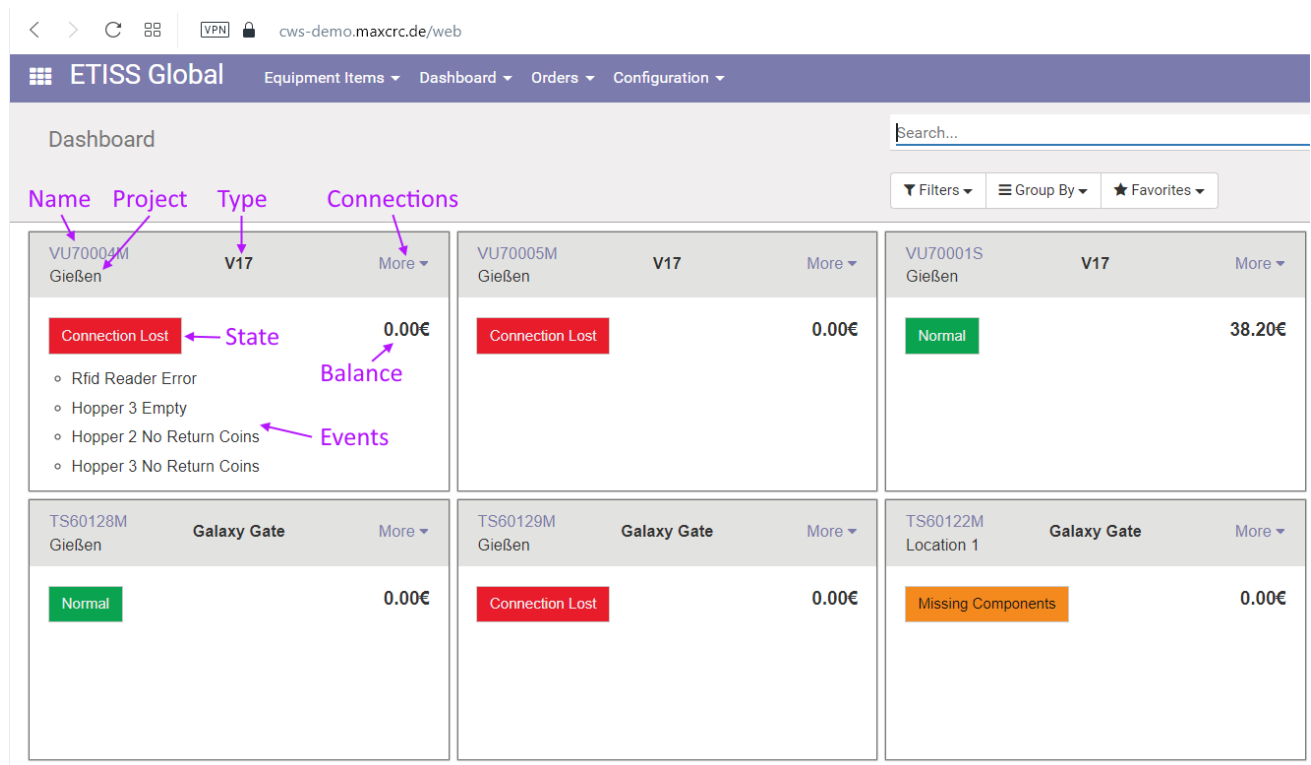 VPN cws-demo.maxcrc.de/web
ETISS Global Equipment Items Dashboard Orders Configuration
Dashboard Search...
Filters Group By Favorites
Name Project Type Connections
VU70004M
Gießen V17 More
Connection Lost State 0.00€
Balance
Rfid Reader Error
Hopper 3 Empty
Hopper 2 No Return Coins Events
Hopper 3 No Return Coins
VU70005M
Gießen V17 More
Connection Lost 0.00€
VU70001S
Gießen V17 More
Normal 38.20€
TS60128M
Gießen Galaxy Gate More
Normal 0.00€
TS60129M
Gießen Galaxy Gate More
Connection Lost 0.00€
TS60122M
Location 1 Galaxy Gate More
Missing Components 0.00€